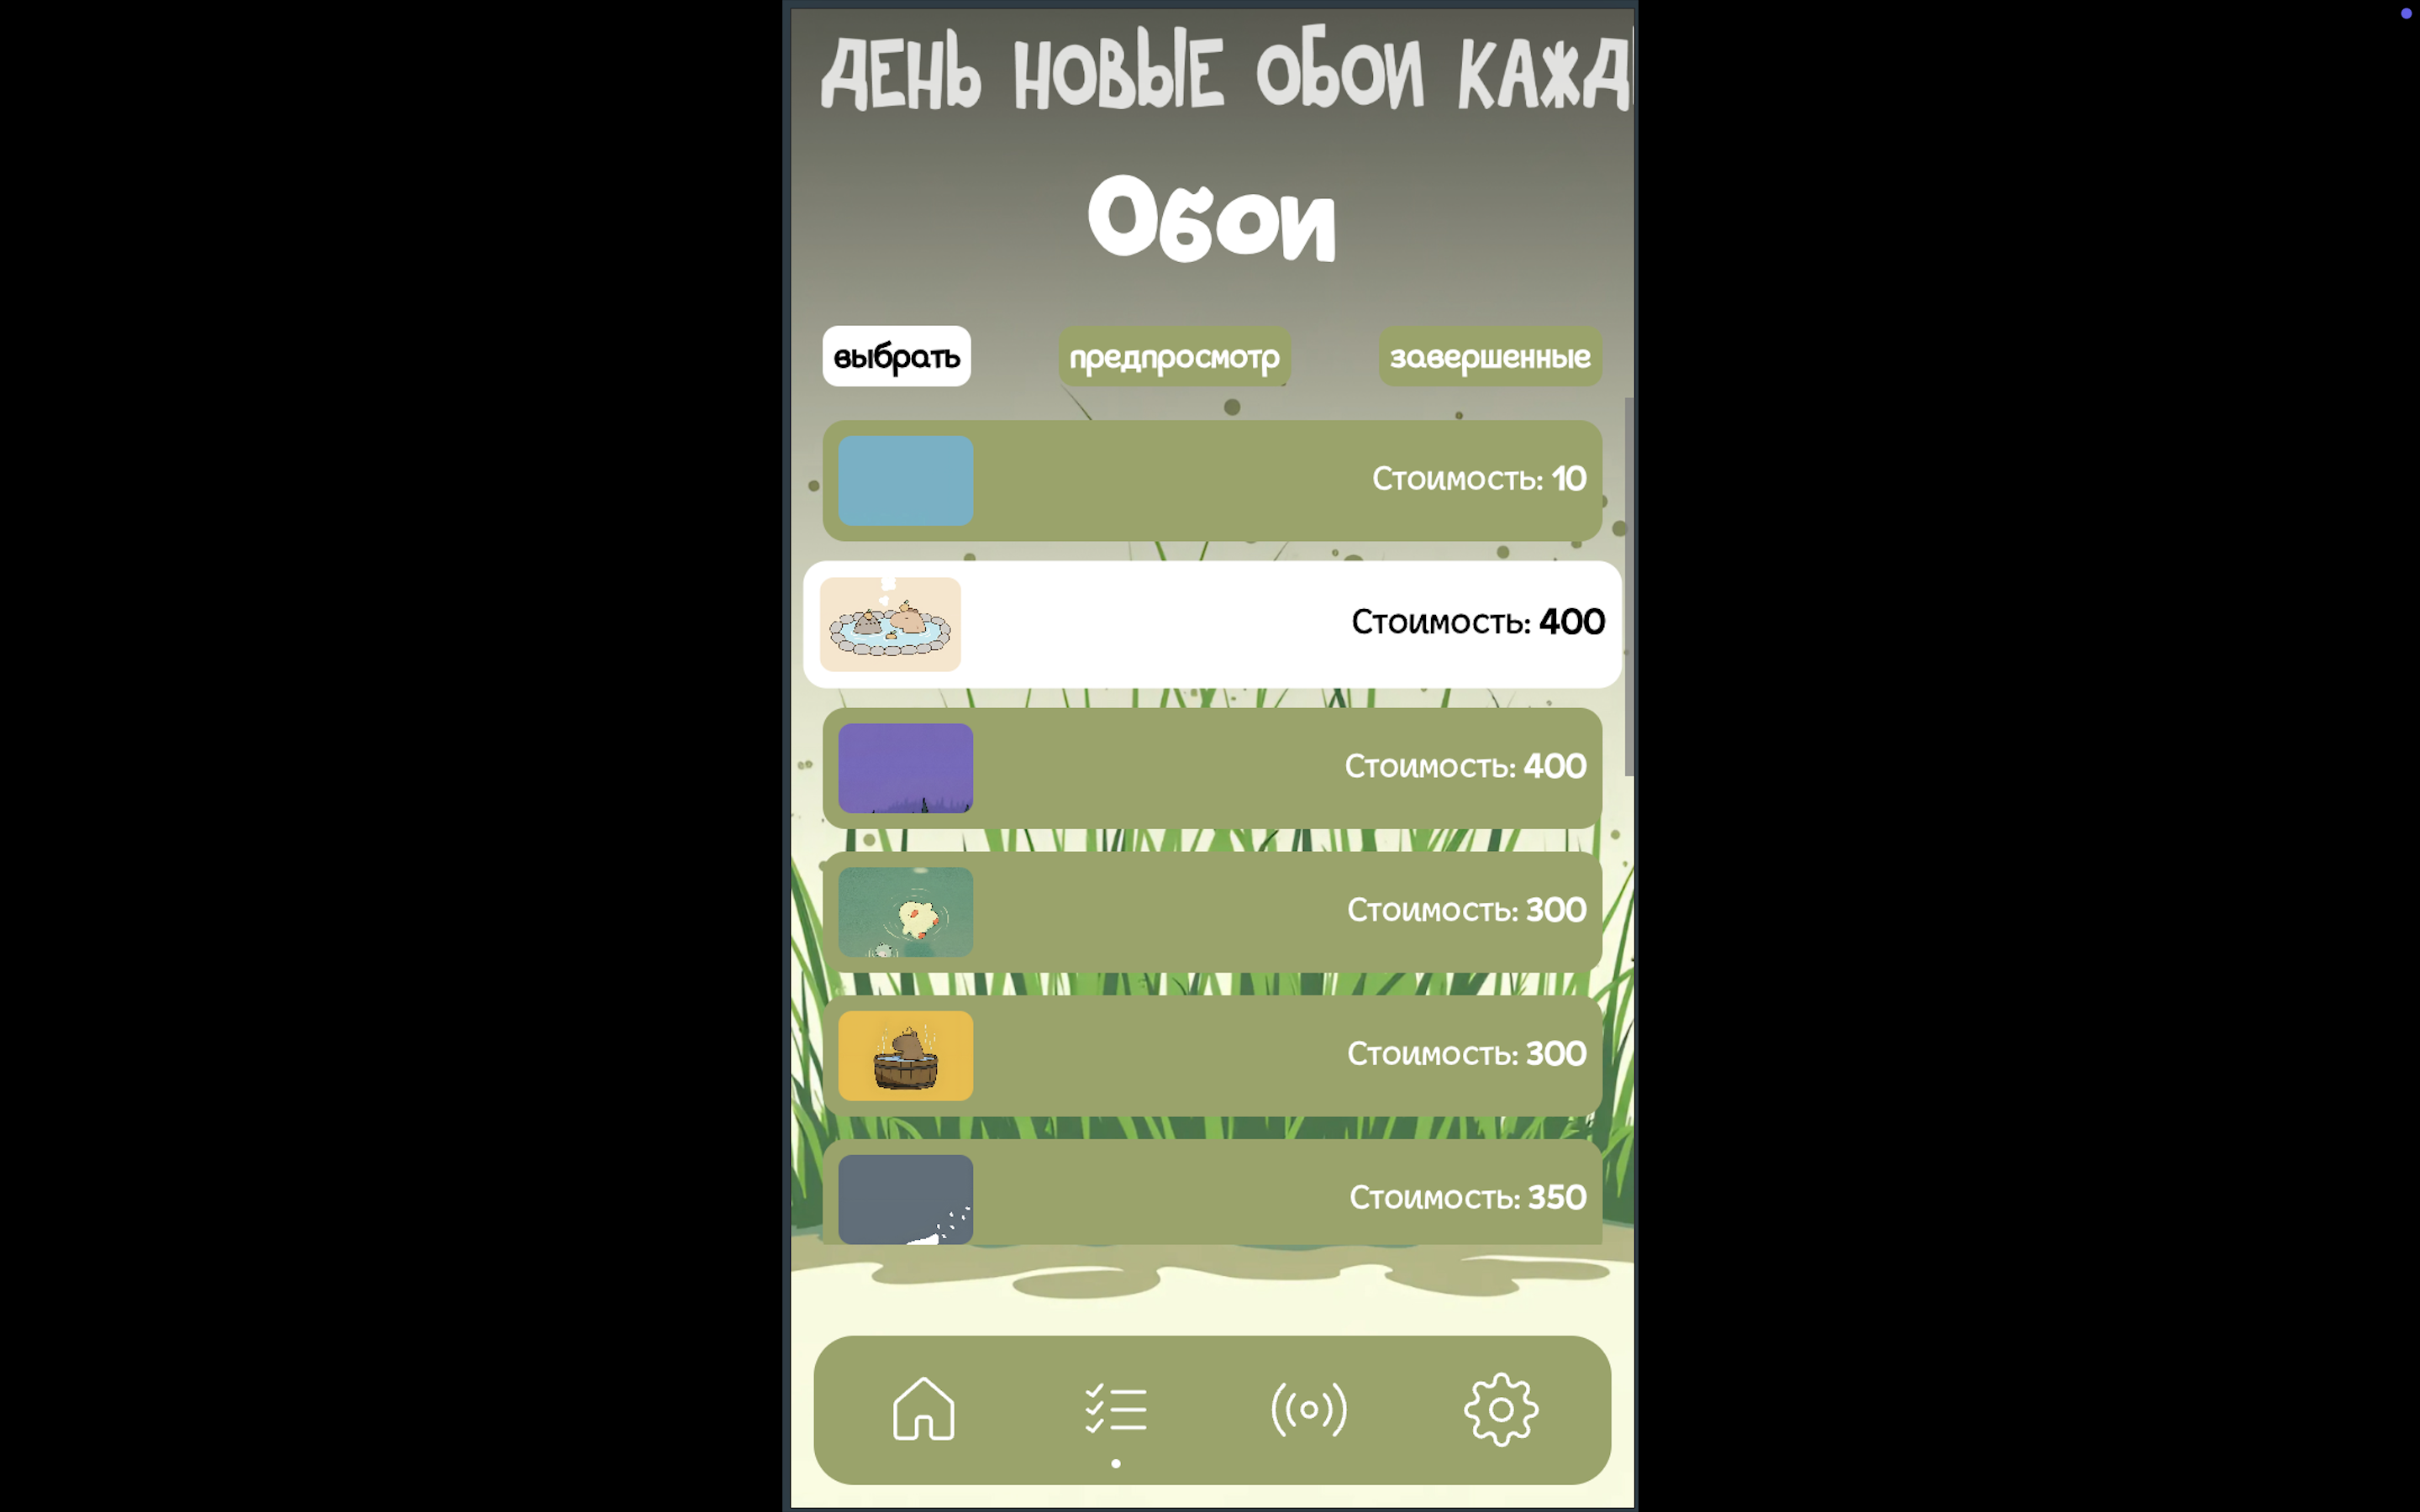 ДЕНЬ НОВЫЕ ОБОИ КАЖД
Обои
выбрать предпросмотр завершенные
Стоимость: 10
Стоимость: 400
Стоимость: 400
Стоимость: 300
Стоимость: 300
Стоимость: 350